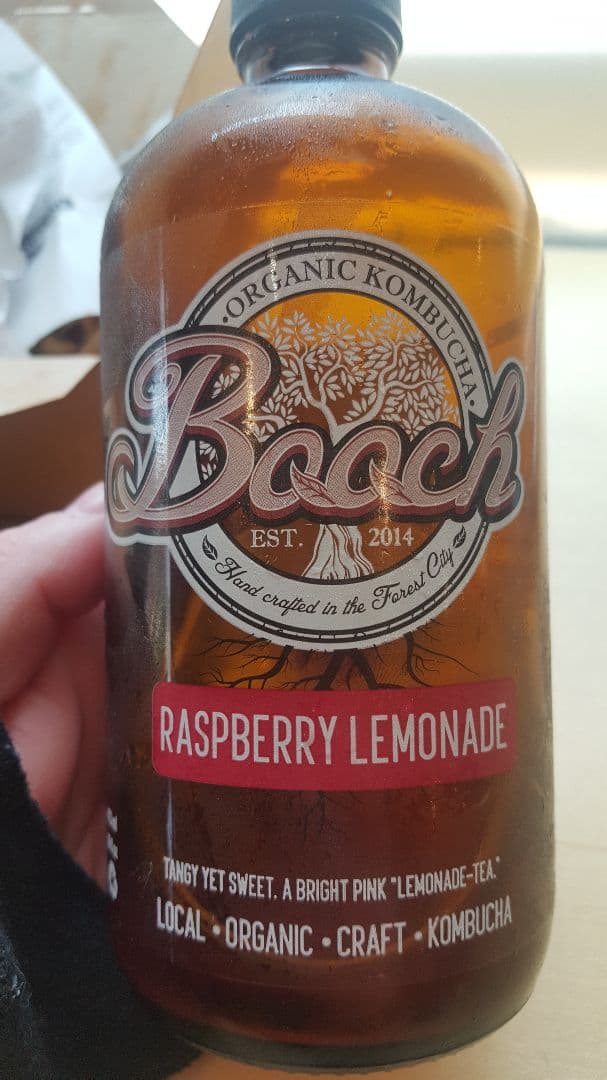 ·ORGANIC KOMBUCHA·
Booch
EST. 2014
Hand crafted in the Forest City
RASPBERRY LEMONADE
TANGY YET SWEET. A BRIGHT PINK "LEMONADE-TEA."
LOCAL • ORGANIC • CRAFT • KOMBUCHA